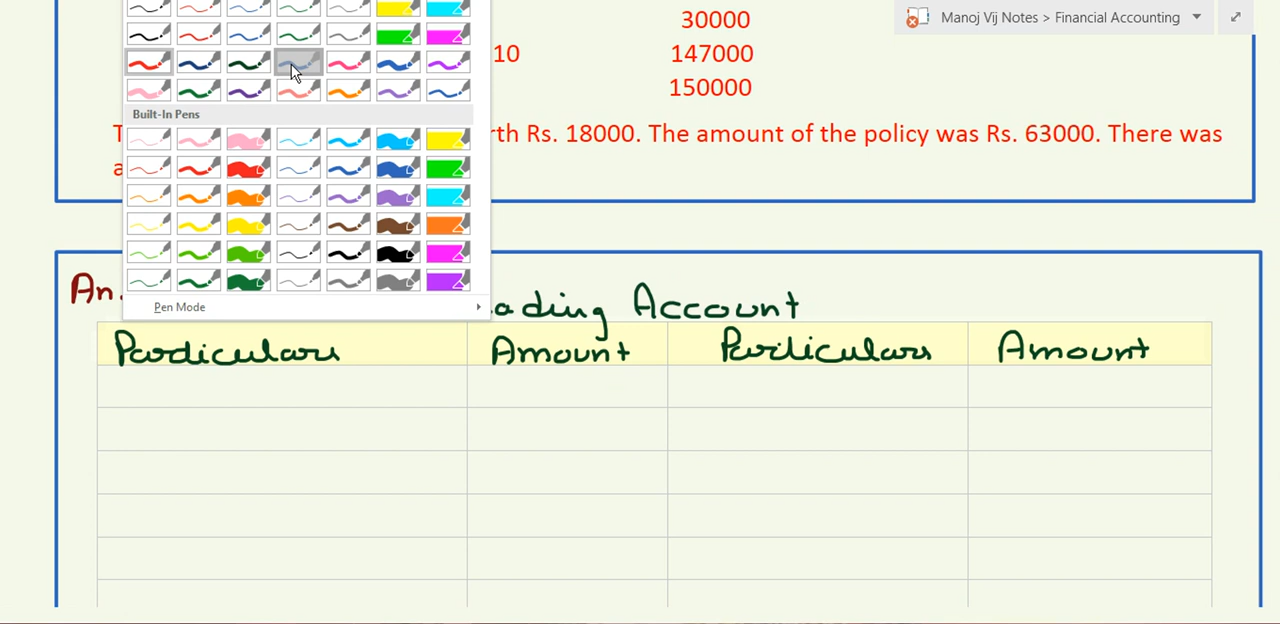 30000
Manoj Vij Notes > Financial Accounting
10 147000
150000
Built-In Pens
rth Rs. 18000. The amount of the policy was Rs. 63000. There was
An
Pen Mode
ading Account
Particulars Amount Particulars Amount